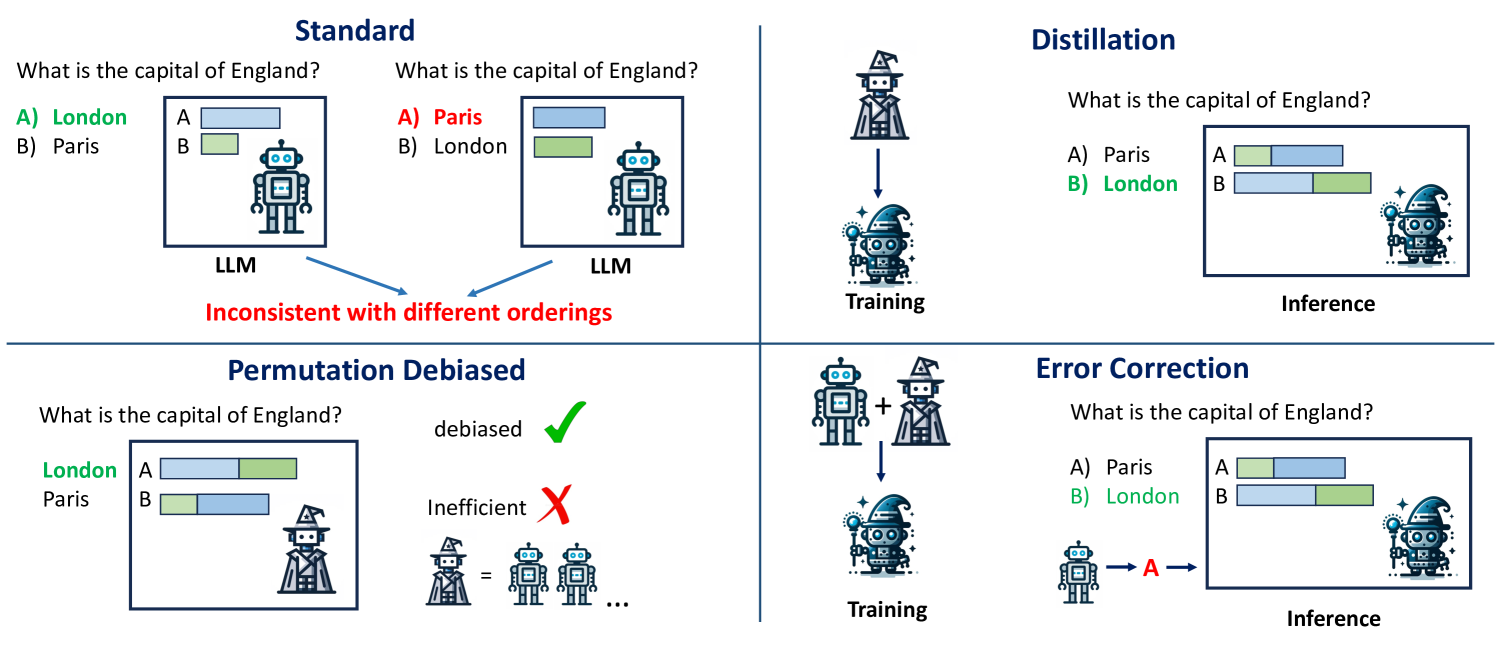 Standard
What is the capital of England?
A) London
B) Paris
A
B
LLM
What is the capital of England?
A) Paris
B) London
LLM
Inconsistent with different orderings
Distillation
Training
What is the capital of England?
A) Paris
B) London
A
B
Inference
Permutation Debiased
What is the capital of England?
London
Paris
A
B
debiased
Inefficient
=
...
Error Correction
+
Training
What is the capital of England?
A) Paris
B) London
A
B
A
Inference